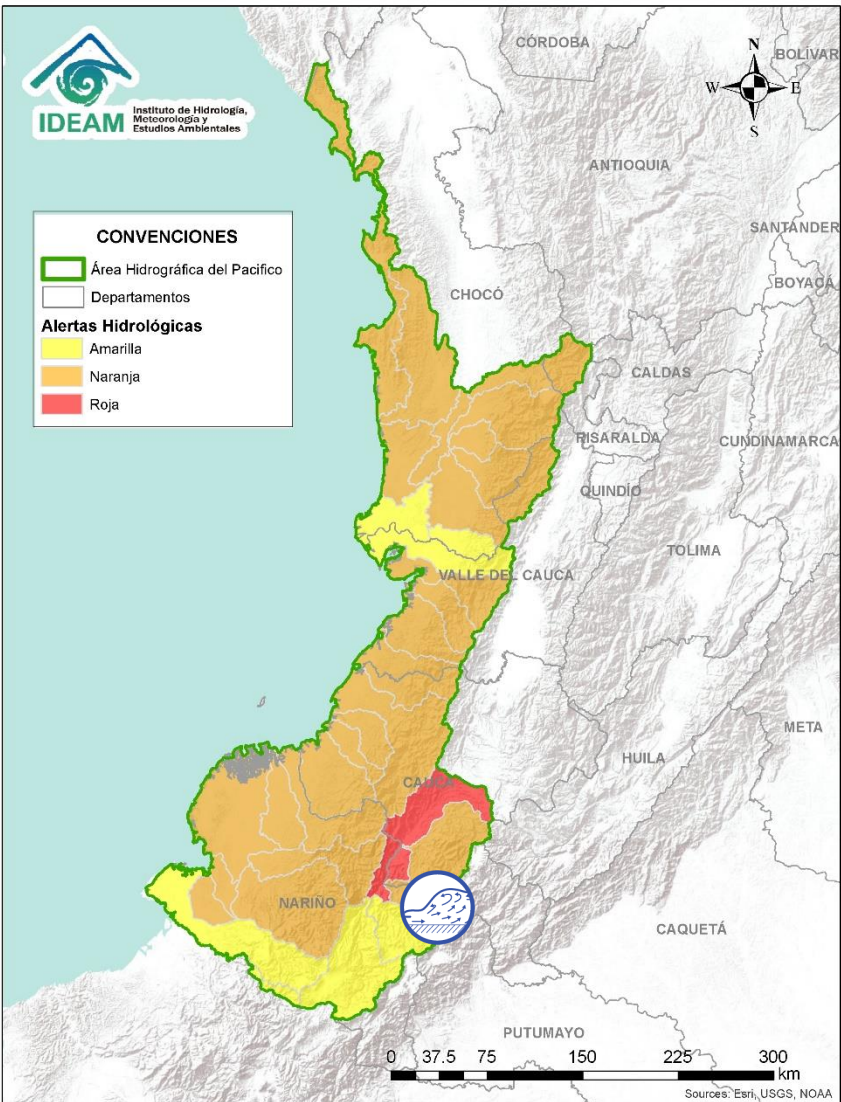 IDEAM
Instituto de Hidrología,
Meteorología y
Estudios Ambientales
N
W
E
S
CÓRDOBA
BOLIVAR
ANTIOQUIA
SANTANDER
BOYACÁ
CHOCÓ
CALDAS
RISARALDA
CUNDINAMARCA
QUINDÍO
TOLIMA
VALLE DEL CAUCA
META
HUILA
CAUCA
NARIÑO
CAQUETÁ
PUTUMAYO
CONVENCIONES
Área Hidrográfica del Pacifico
Departamentos
Alertas Hidrológicas
Amarilla
Naranja
Roja
0 37.5 75 150 225 300
km
Sources: Esri, USGS, NOAA